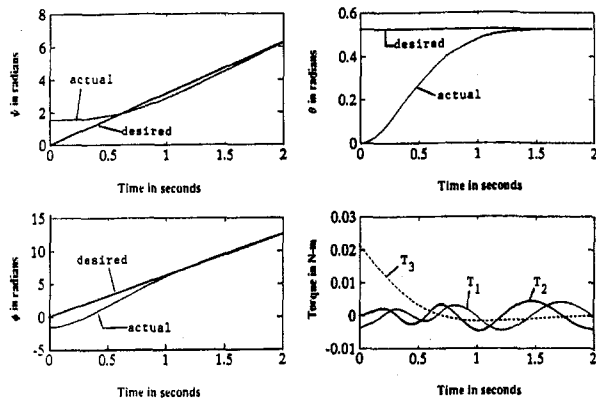 8
6
4
2
0
ψ in radians
actual
desired
0
0.5
1
1.5
2
Time in seconds
0.6
0.4
0.2
0
θ in radians
desired
actual
0
0.5
1
1.5
2
Time in seconds
15
10
5
0
-5
φ in radians
desired
actual
0
0.5
1
1.5
2
Time in seconds
0.03
0.02
0.01
0
-0.01
Torque in N-m
T3
T1
T2
0
0.5
1
1.5
2
Time in seconds